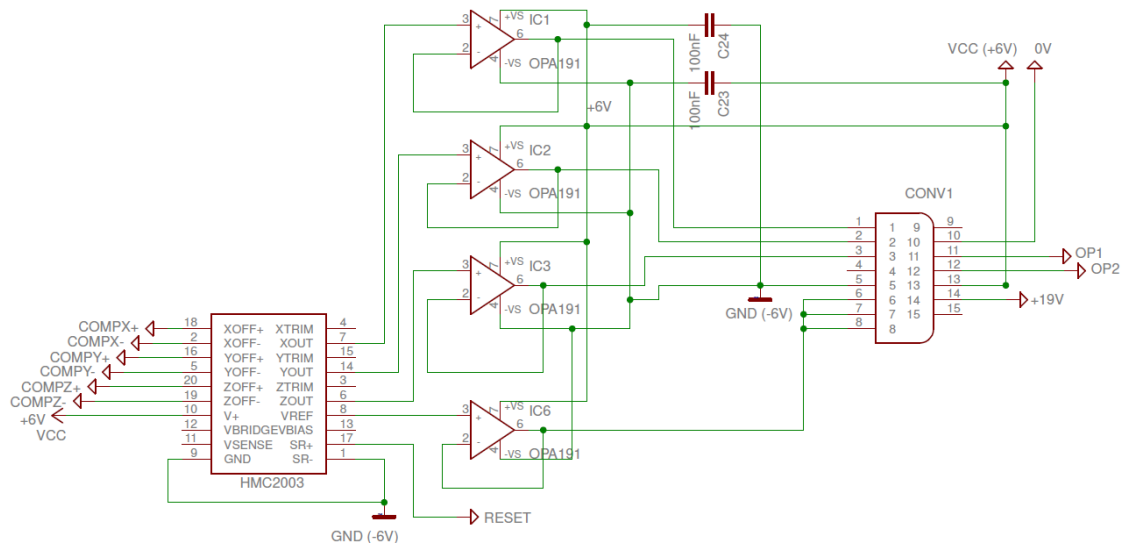 3 + 7 +VS IC1
6
2 - 4 -VS OPA191
100nF C24
100nF C23
VCC (+6V) 0V
+6V
3 + 7 +VS IC2
6
2 - 4 -VS OPA191
3 + 7 +VS IC3
6
2 - 4 -VS OPA191
3 + 7 +VS IC6
6
2 - 4 -VS OPA191
CONV1
1 1 9 9
2 2 10 10
3 3 11 11 OP1
4 4 12 12 OP2
5 5 13 13
6 6 14 14 +19V
7 7 15 15
8 8
GND (-6V)
COMPX+ 18 XOFF+ XTRIM 4
COMPX- 2 XOFF- XOUT 7
COMPY+ 16 YOFF+ YTRIM 15
COMPY- 5 YOFF- YOUT 14
COMPZ+ 20 ZOFF+ ZTRIM 3
COMPZ- 19 ZOFF- ZOUT 6
+6V 10 V+ VREF 8
VCC 12 VBRIDGEVBIAS 13
11 VSENSE SR+ 17
9 GND SR- 1
HMC2003
GND (-6V)
RESET